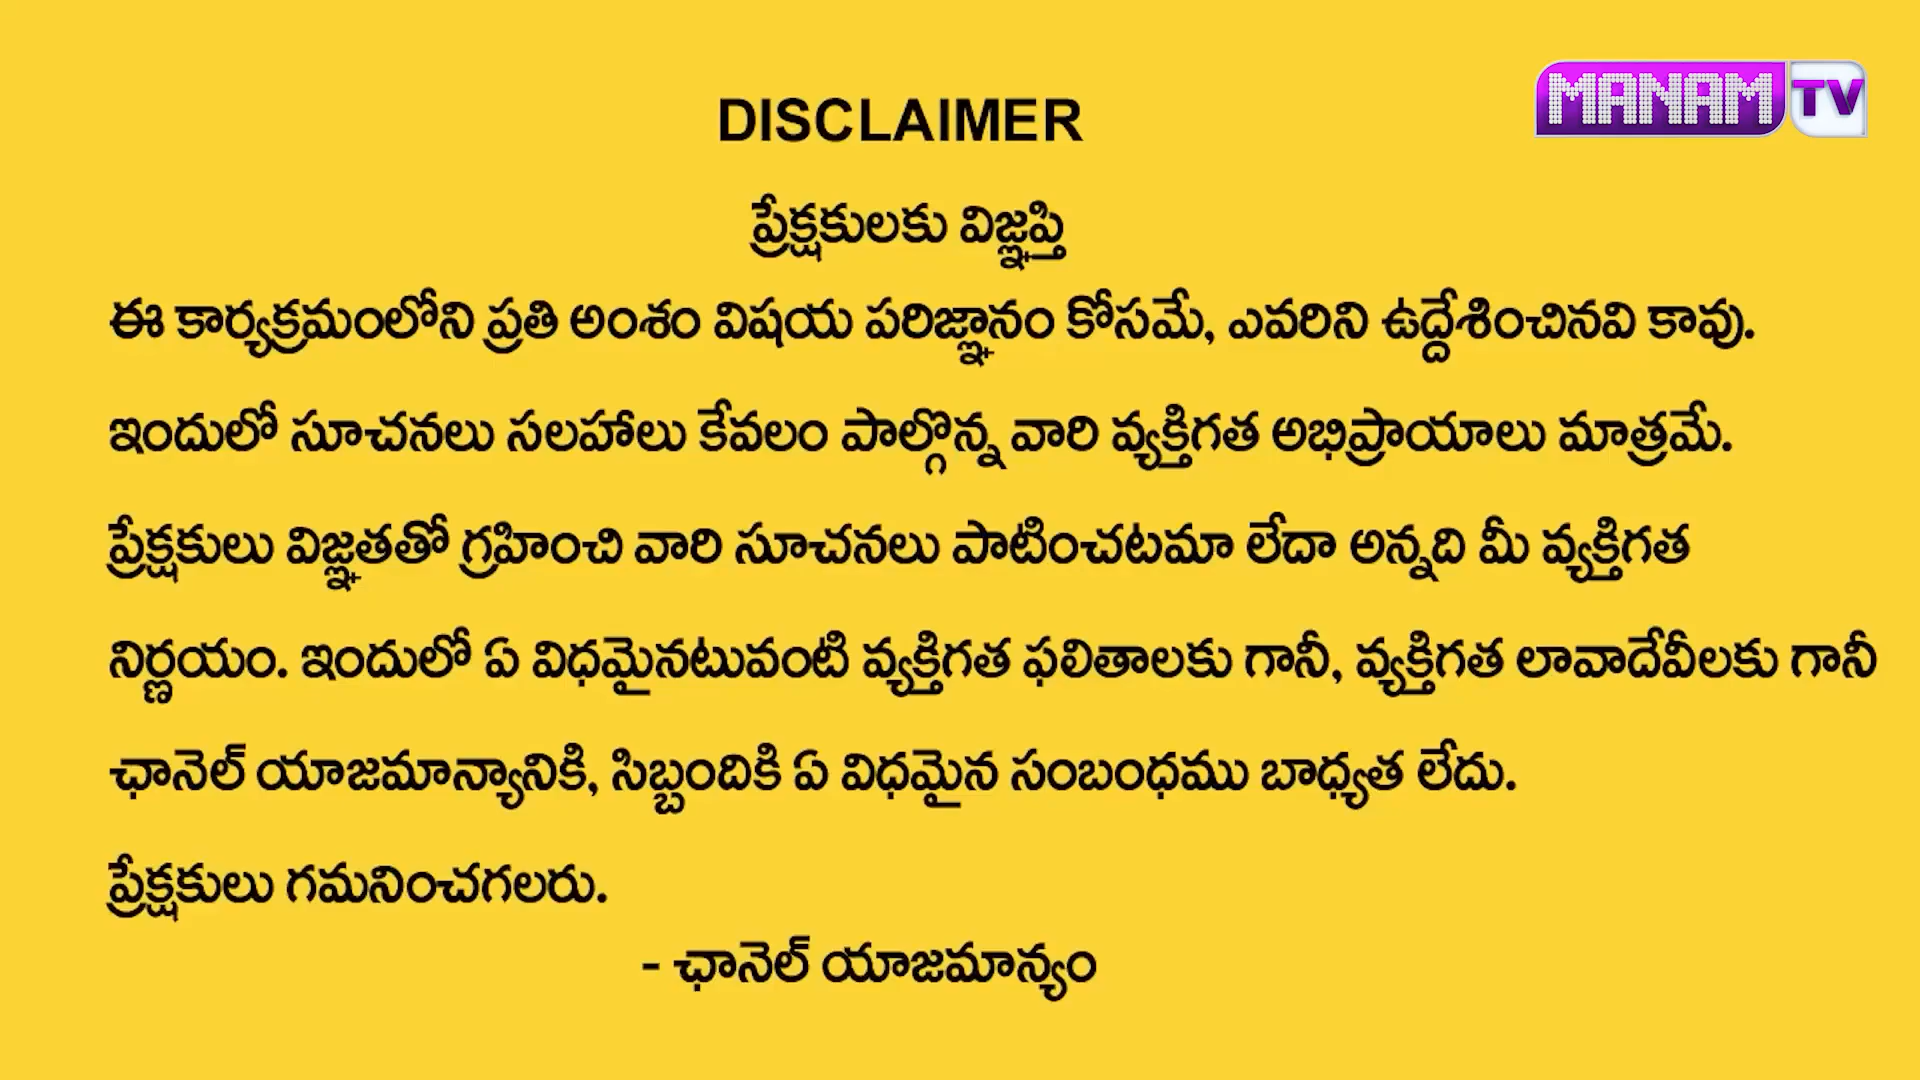 MANAM TV
DISCLAIMER
ప్రేక్షకులకు విజ్ఞప్తి
ఈ కార్యక్రమంలోని ప్రతి అంశం విషయ పరిజ్ఞానం కోసమే, ఎవరిని ఉద్దేశించినవి కావు.
ఇందులో సూచనలు సలహాలు కేవలం పాల్గొన్న వారి వ్యక్తిగత అభిప్రాయాలు మాత్రమే.
ప్రేక్షకులు విజ్ఞతతో గ్రహించి వారి సూచనలు పాటించటమా లేదా అన్నది మీ వ్యక్తిగత
నిర్ణయం. ఇందులో ఏ విధమైనటువంటి వ్యక్తిగత ఫలితాలకు గానీ, వ్యక్తిగత లావాదేవీలకు గానీ
ఛానెల్ యాజమాన్యానికి, సిబ్బందికి ఏ విధమైన సంబంధము బాధ్యత లేదు.
ప్రేక్షకులు గమనించగలరు.
- ఛానెల్ యాజమాన్యం